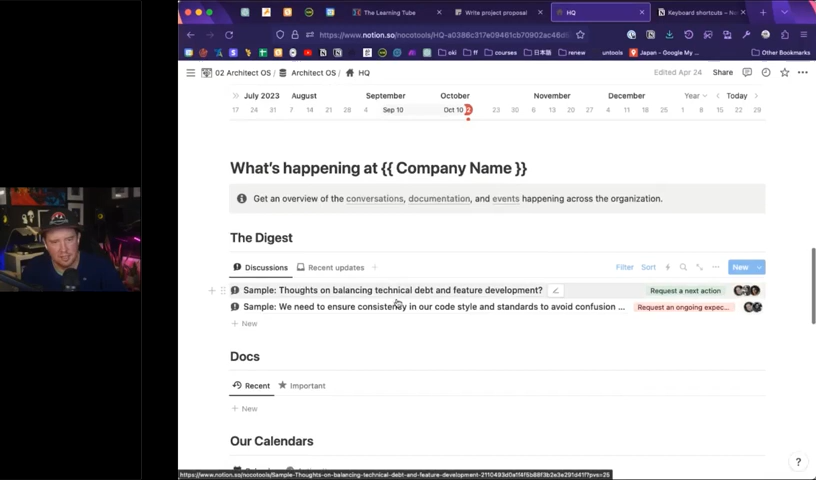 The Learning Tube
Write project proposal
HQ
Keyboard shortcuts – No
https://www.notion.so/nocotools/HQ-a0386c317e09461cb70902ac46d
oki
ff
courses
日本語
renew
untools
Japan - Google My ...
Other Bookmarks
02 Architect OS / Architect OS / HQ
Edited Apr 24
Share
July 2023 August September October November December Year Today
17 24 31 7 14 21 28 4 Sep 10 Oct 10 23 30 6 13 20 27 4 11 18 25 1 8 15 22 29
What's happening at {{ Company Name }}
Get an overview of the conversations, documentation, and events happening across the organization.
The Digest
Discussions Recent updates + Filter Sort New
Sample: Thoughts on balancing technical debt and feature development? Request a next action
Sample: We need to ensure consistency in our code style and standards to avoid confusion ... Request an ongoing expec...
+ New
Docs
Recent Important
+ New
Our Calendars
?